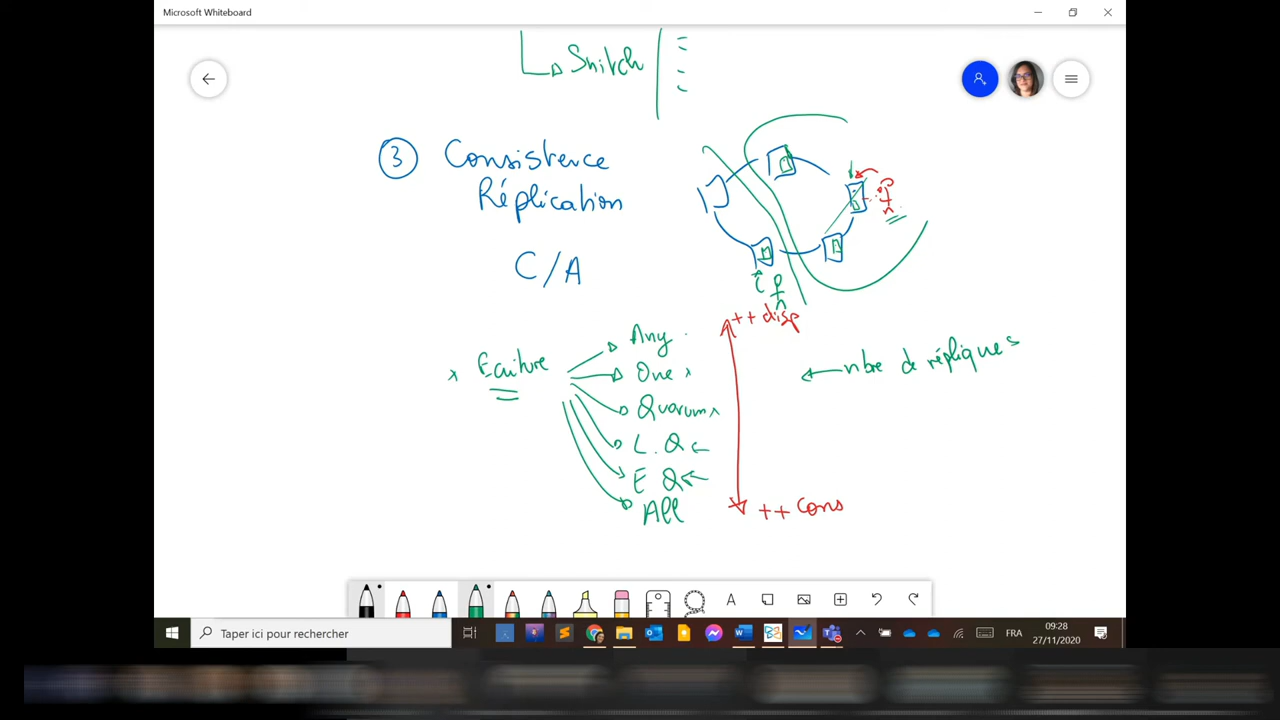 Microsoft Whiteboard
Snitch
3 Consistence
Réplication
C/A
++ disp
x Ecriture
Any
One x
Quorum x
L.Q
E Q
All
nbre de répliques
++ Cons
Taper ici pour rechercher
FRA
09:28
27/11/2020